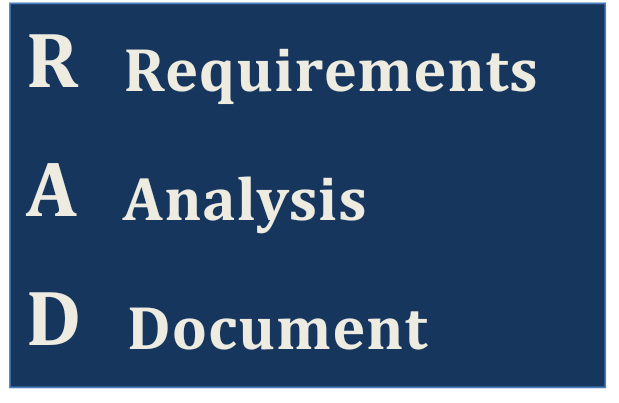 R Requirements
A Analysis
D Document